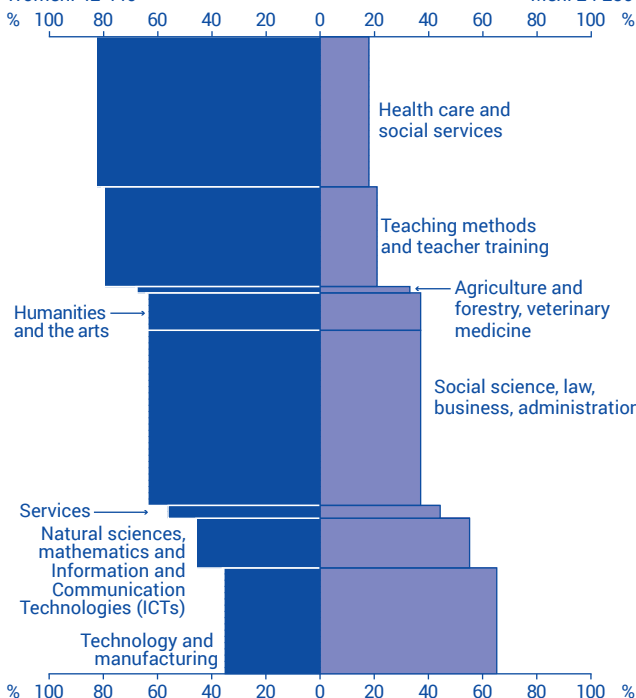 % 100 80 60 40 20 0 20 40 60 80 100 %
Health care and
social services
Teaching methods
and teacher training
Agriculture and
forestry, veterinary
medicine
Humanities
and the arts
Social science, law,
business, administration
Services
Natural sciences,
mathematics and
Information and
Communication
Technologies (ICTs)
Technology and
manufacturing
% 100 80 60 40 20 0 20 40 60 80 100 %